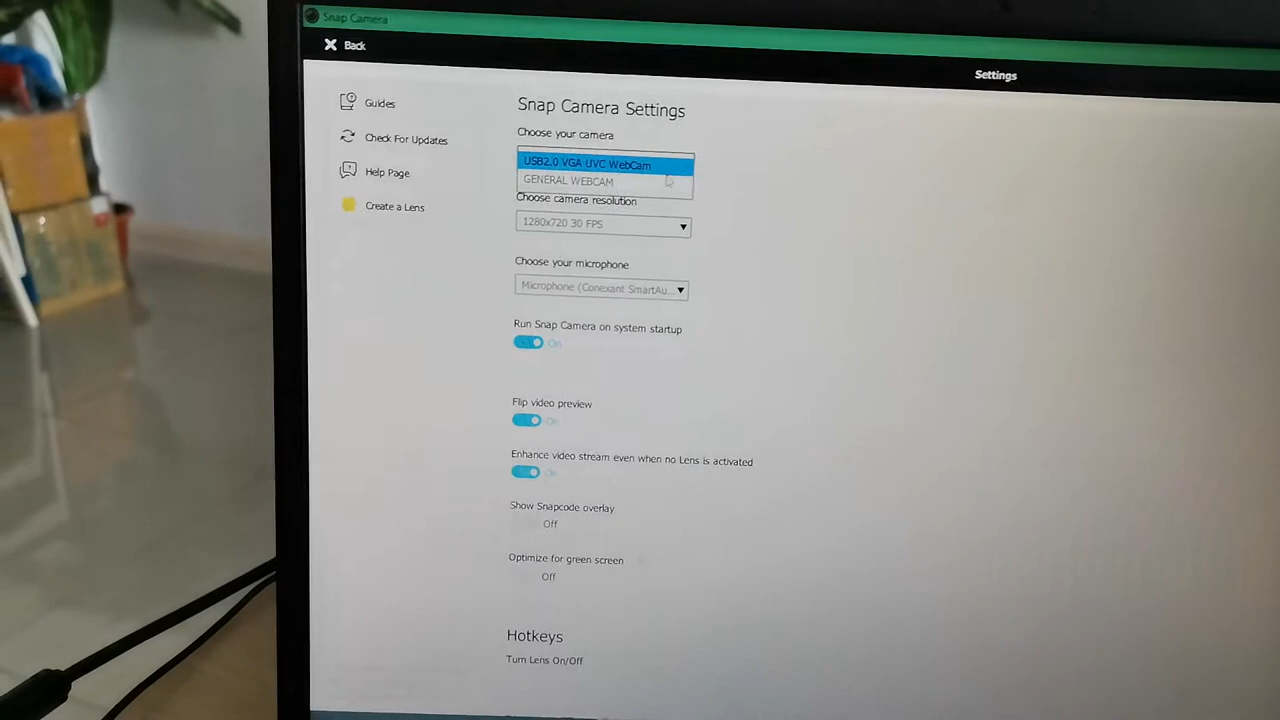 Snap Camera
Back
Settings
Guides
Check For Updates
Help Page
Create a Lens
Snap Camera Settings
Choose your camera
USB2.0 VGA UVC WebCam
GENERAL WEBCAM
Choose camera resolution
1280x720 30 FPS
Choose your microphone
Microphone (Conexant SmartAu...
Run Snap Camera on system startup
On
Flip video preview
On
Enhance video stream even when no Lens is activated
On
Show Snapcode overlay
Off
Optimize for green screen
Off
Hotkeys
Turn Lens On/Off